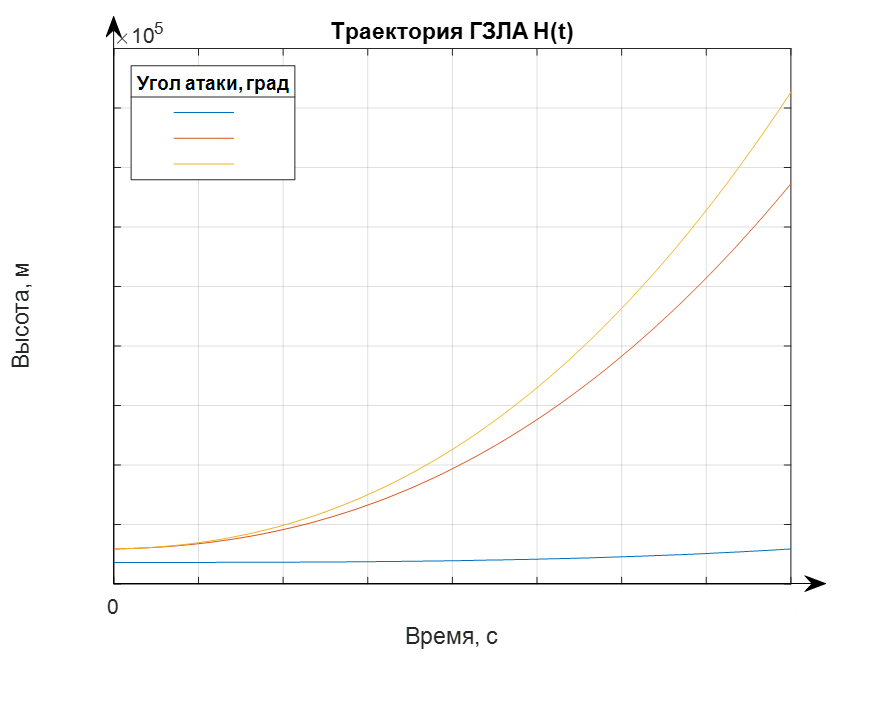 ×10⁵
Траектория ГЗЛА H(t)
Угол атаки, град
Высота, м
0
Время, с